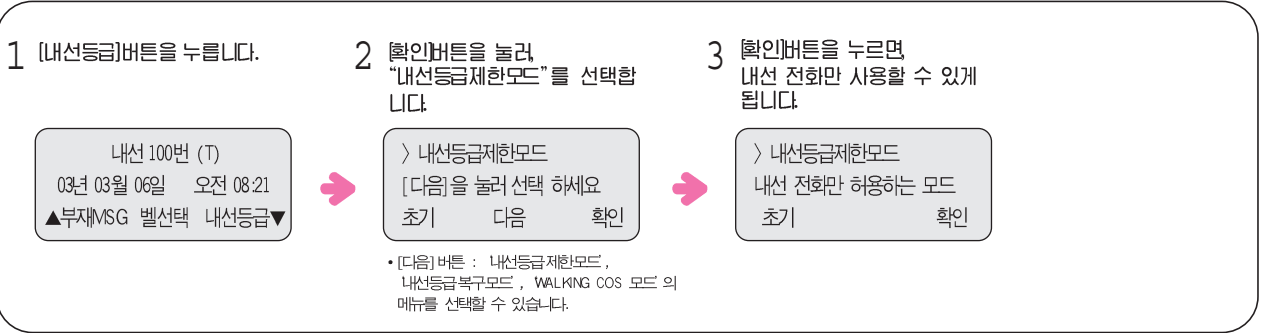 1 [내선등급]버튼을 누릅니다.
내선 100번 (T)
03년 03월 06일 오전 08:21
▲부재MSG 벨선택 내선등급▼
2 [확인]버튼을 눌러,
“내선등급제한모드”를 선택합
니다.
〉내선등급제한모드
[다음]을 눌러 선택 하세요
초기 다음 확인
• [다음] 버튼 : ‘내선등급제한모드’,
‘내선등급복구모드’, ‘WALKING COS 모드’의
메뉴를 선택할 수 있습니다.
3 [확인]버튼을 누르면,
내선 전화만 사용할 수 있게
됩니다.
〉내선등급제한모드
내선 전화만 허용하는 모드
초기 확인